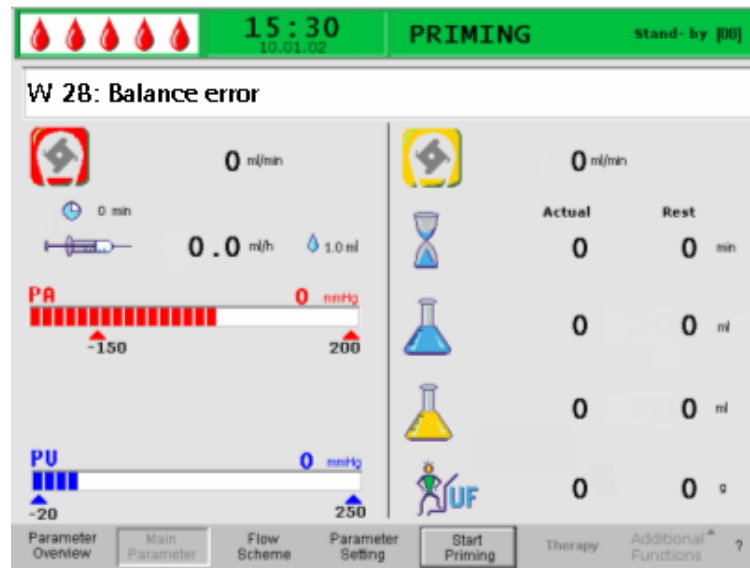 15:30 PRIMING Stand- by [00]
10.01.02
W 28: Balance error
0 ml/min
0 min
0.0 ml/h 1.0 ml
PA 0 mmHg
-150 200
PV 0 mmHg
-20 250
0 ml/min
Actual Rest
0 0 min
0 0 ml
0 0 ml
UF 0 0 g
Parameter Overview Main Parameter Flow Scheme Parameter Setting Start Priming Therapy Additional Functions ?